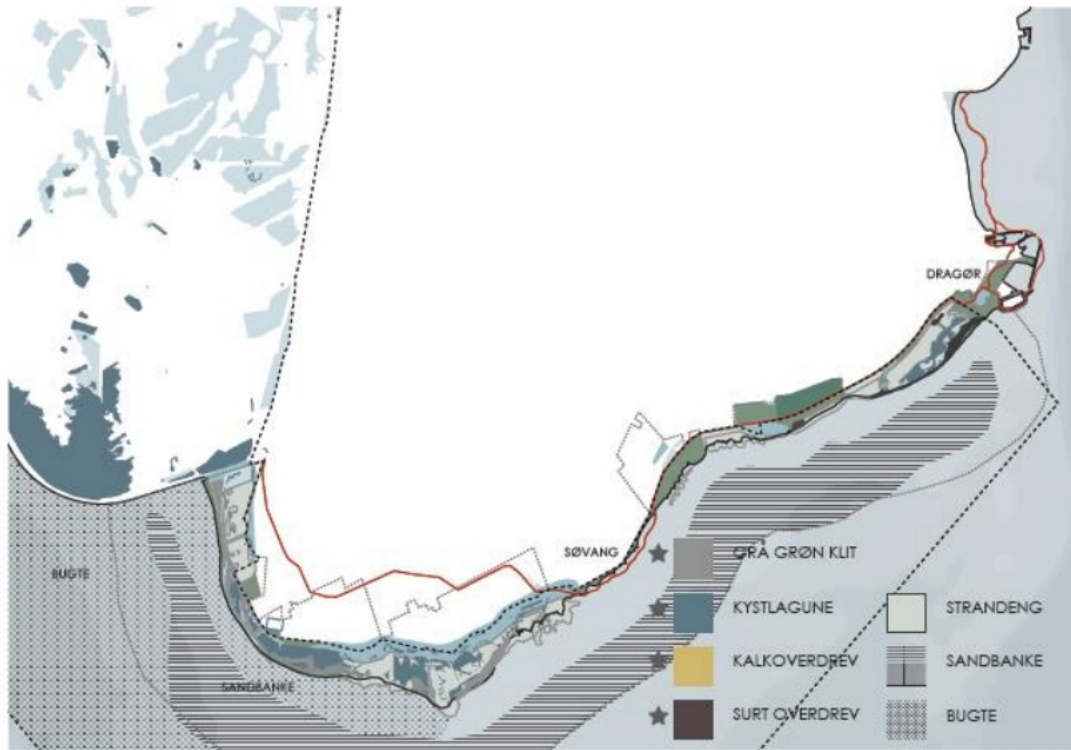 DRAGØR
SØVANG
BUGTE
SANDBANKE
GRÅ GRØN KLIT
KYSTLAGUNE
STRANDENG
KALKOVERDREV
SANDBANKE
SURT OVERDREV
BUGTE